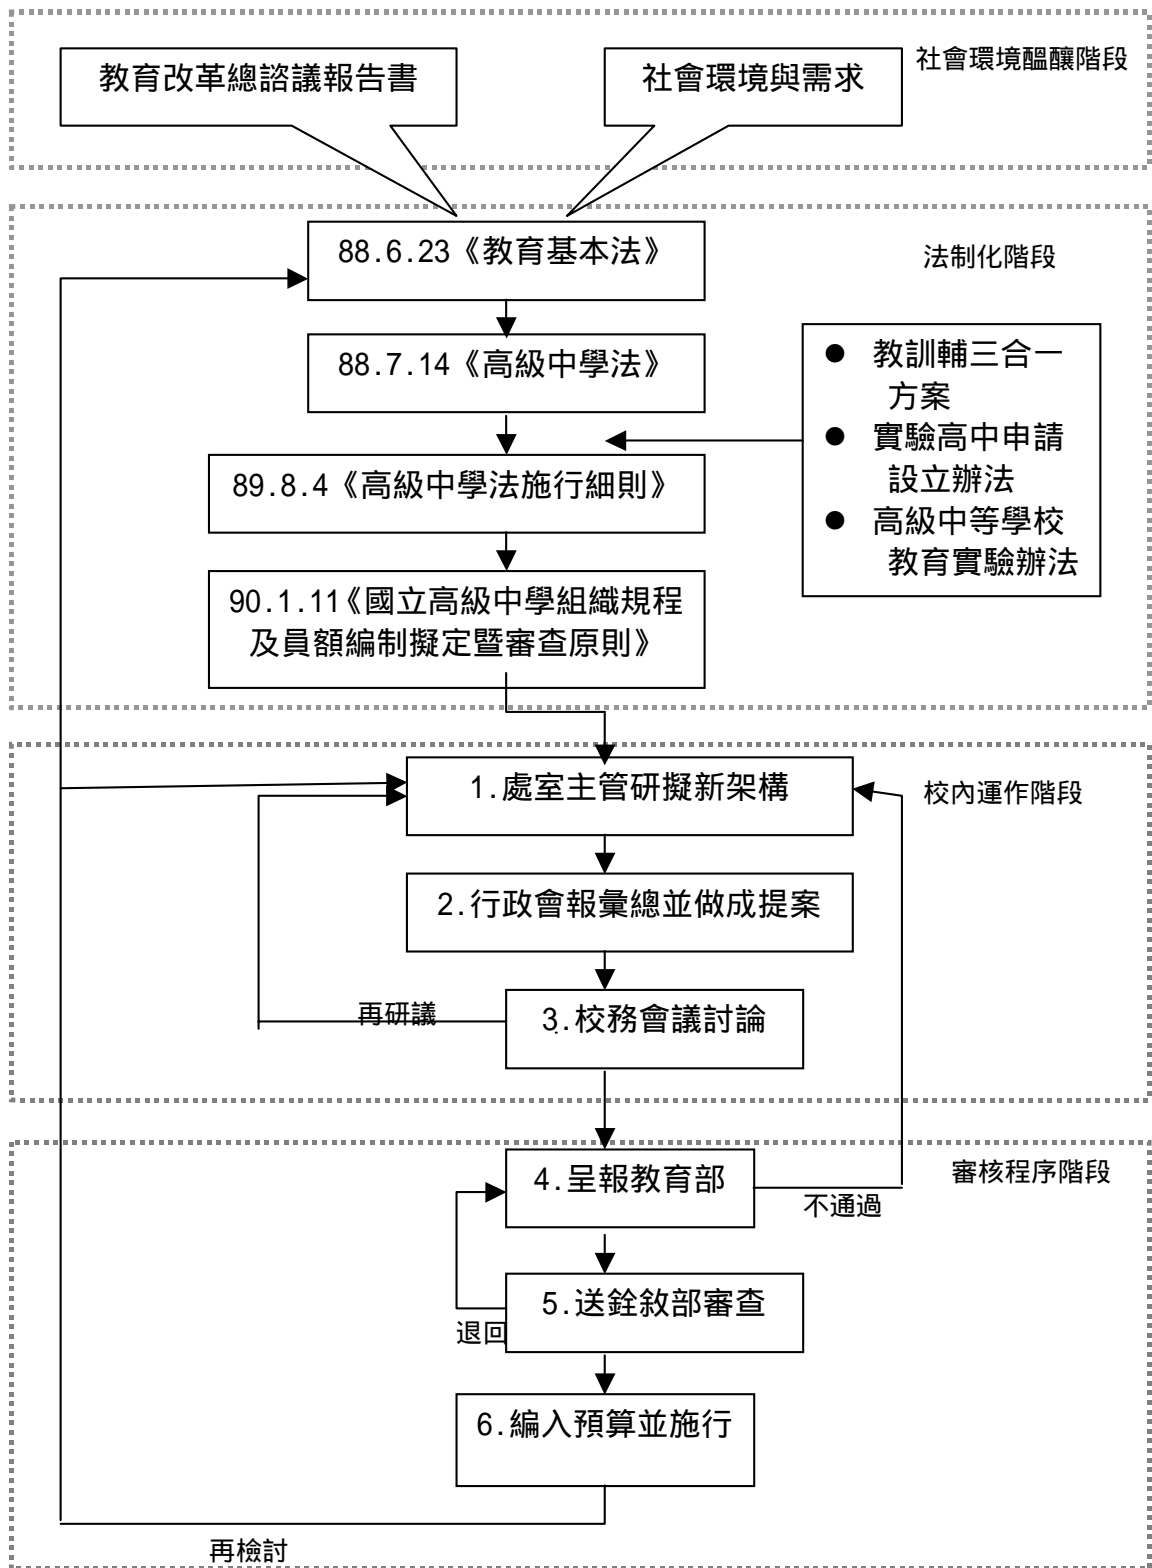 社會環境醞釀階段
教育改革總諮議報告書
社會環境與需求
法制化階段
88.6.23《教育基本法》
88.7.14《高級中學法》
● 教訓輔三合一
方案
● 實驗高中申請
設立辦法
● 高級中等學校
教育實驗辦法
89.8.4《高級中學法施行細則》
90.1.11《國立高級中學組織規程
及員額編制擬定暨審查原則》
校內運作階段
1.處室主管研擬新架構
2.行政會報彙總並做成提案
再研議
3.校務會議討論
審核程序階段
4.呈報教育部
不通過
5.送銓敘部審查
退回
6.編入預算並施行
再檢討